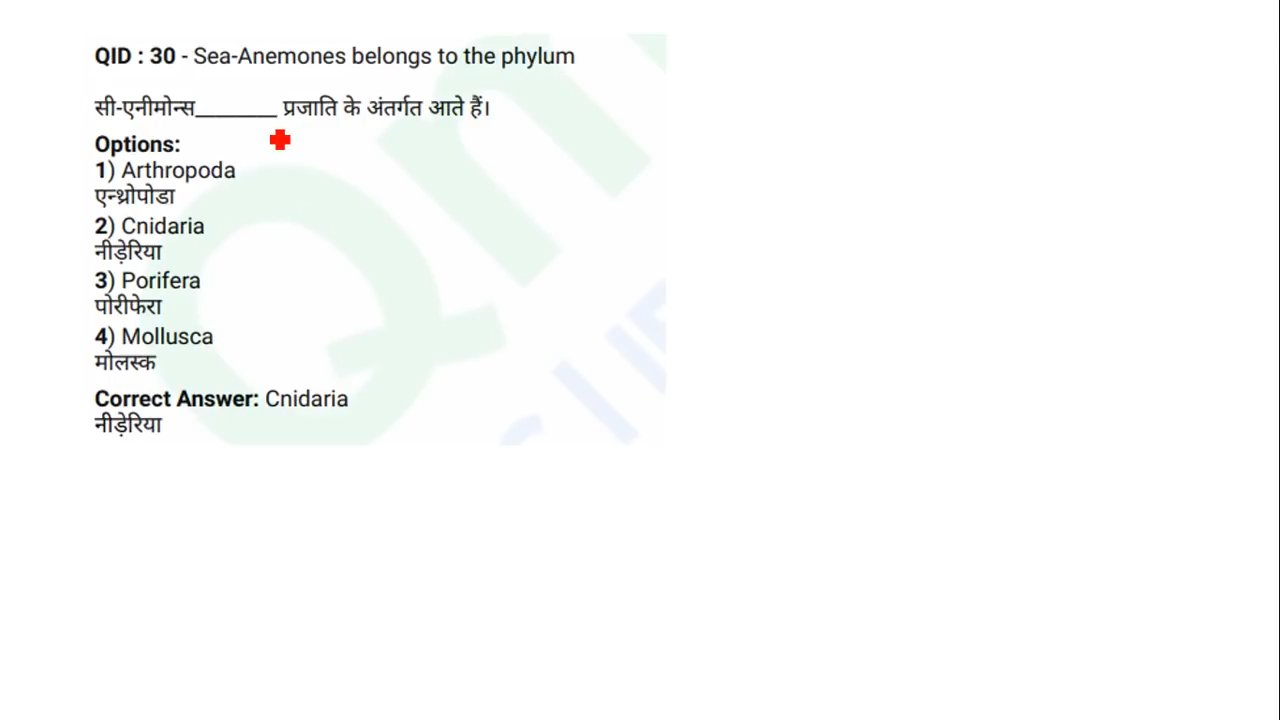 QID : 30 - Sea-Anemones belongs to the phylum
सी-एनीमोन्स________ प्रजाति के अंतर्गत आते हैं।
Options:
1) Arthropoda
एन्थ्रोपोडा
2) Cnidaria
नीड़ेरिया
3) Porifera
पोरीफेरा
4) Mollusca
मोलस्क
Correct Answer: Cnidaria
नीड़ेरिया